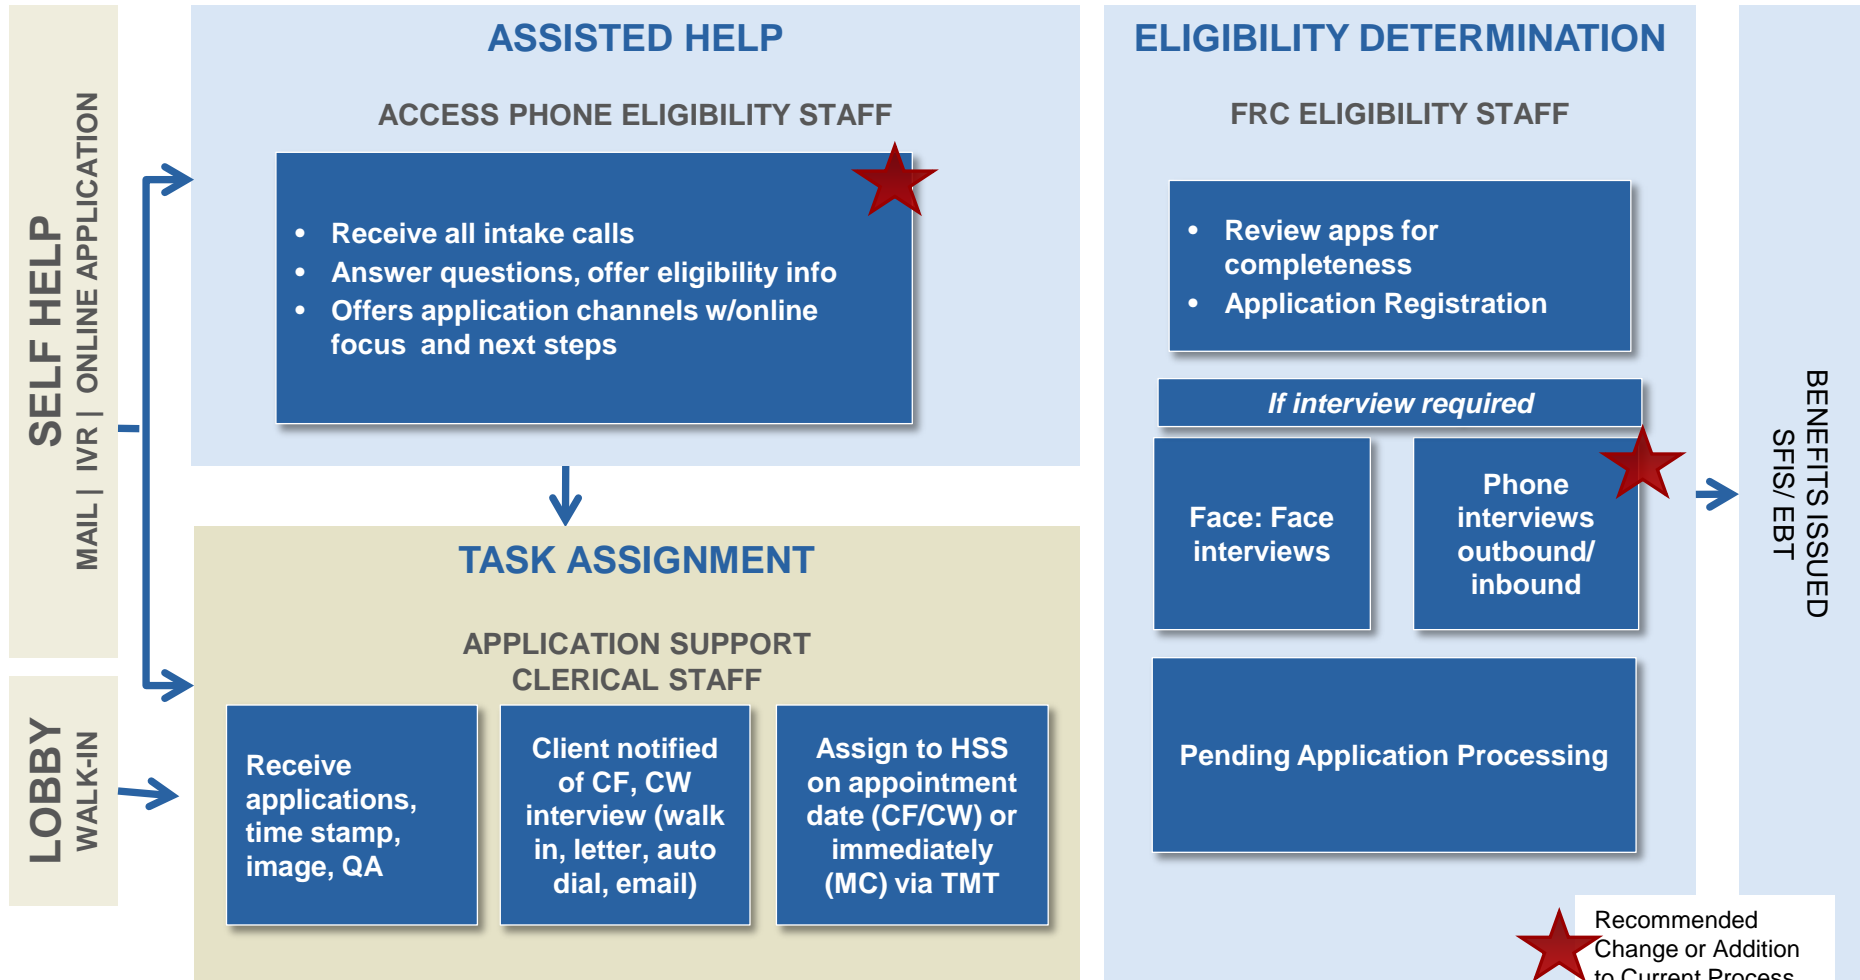 SELF HELP
MAIL | IVR | ONLINE APPLICATION
LOBBY
WALK-IN
ASSISTED HELP
ACCESS PHONE ELIGIBILITY STAFF
• Receive all intake calls
• Answer questions, offer eligibility info
• Offers application channels w/online
focus and next steps
TASK ASSIGNMENT
APPLICATION SUPPORT
CLERICAL STAFF
Receive
applications,
time stamp,
image, QA
Client notified
of CF, CW
interview (walk
in, letter, auto
dial, email)
Assign to HSS
on appointment
date (CF/CW) or
immediately
(MC) via TMT
ELIGIBILITY DETERMINATION
FRC ELIGIBILITY STAFF
• Review apps for
completeness
• Application Registration
If interview required
Face: Face
interviews
Phone
interviews
outbound/
inbound
Pending Application Processing
BENEFITS ISSUED
SFIS/ EBT
Recommended
Change or Addition
to Current Process